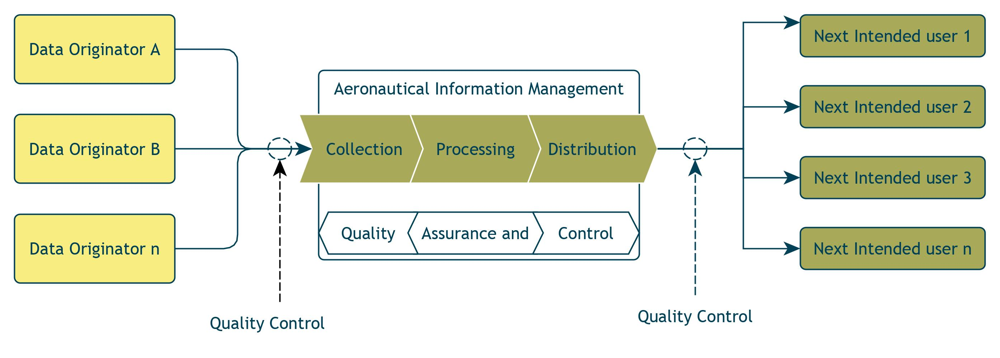 Data Originator A
Data Originator B
Data Originator n
Aeronautical Information Management
Collection
Processing
Distribution
Quality
Assurance and
Control
Quality Control
Quality Control
Next Intended user 1
Next Intended user 2
Next Intended user 3
Next Intended user n